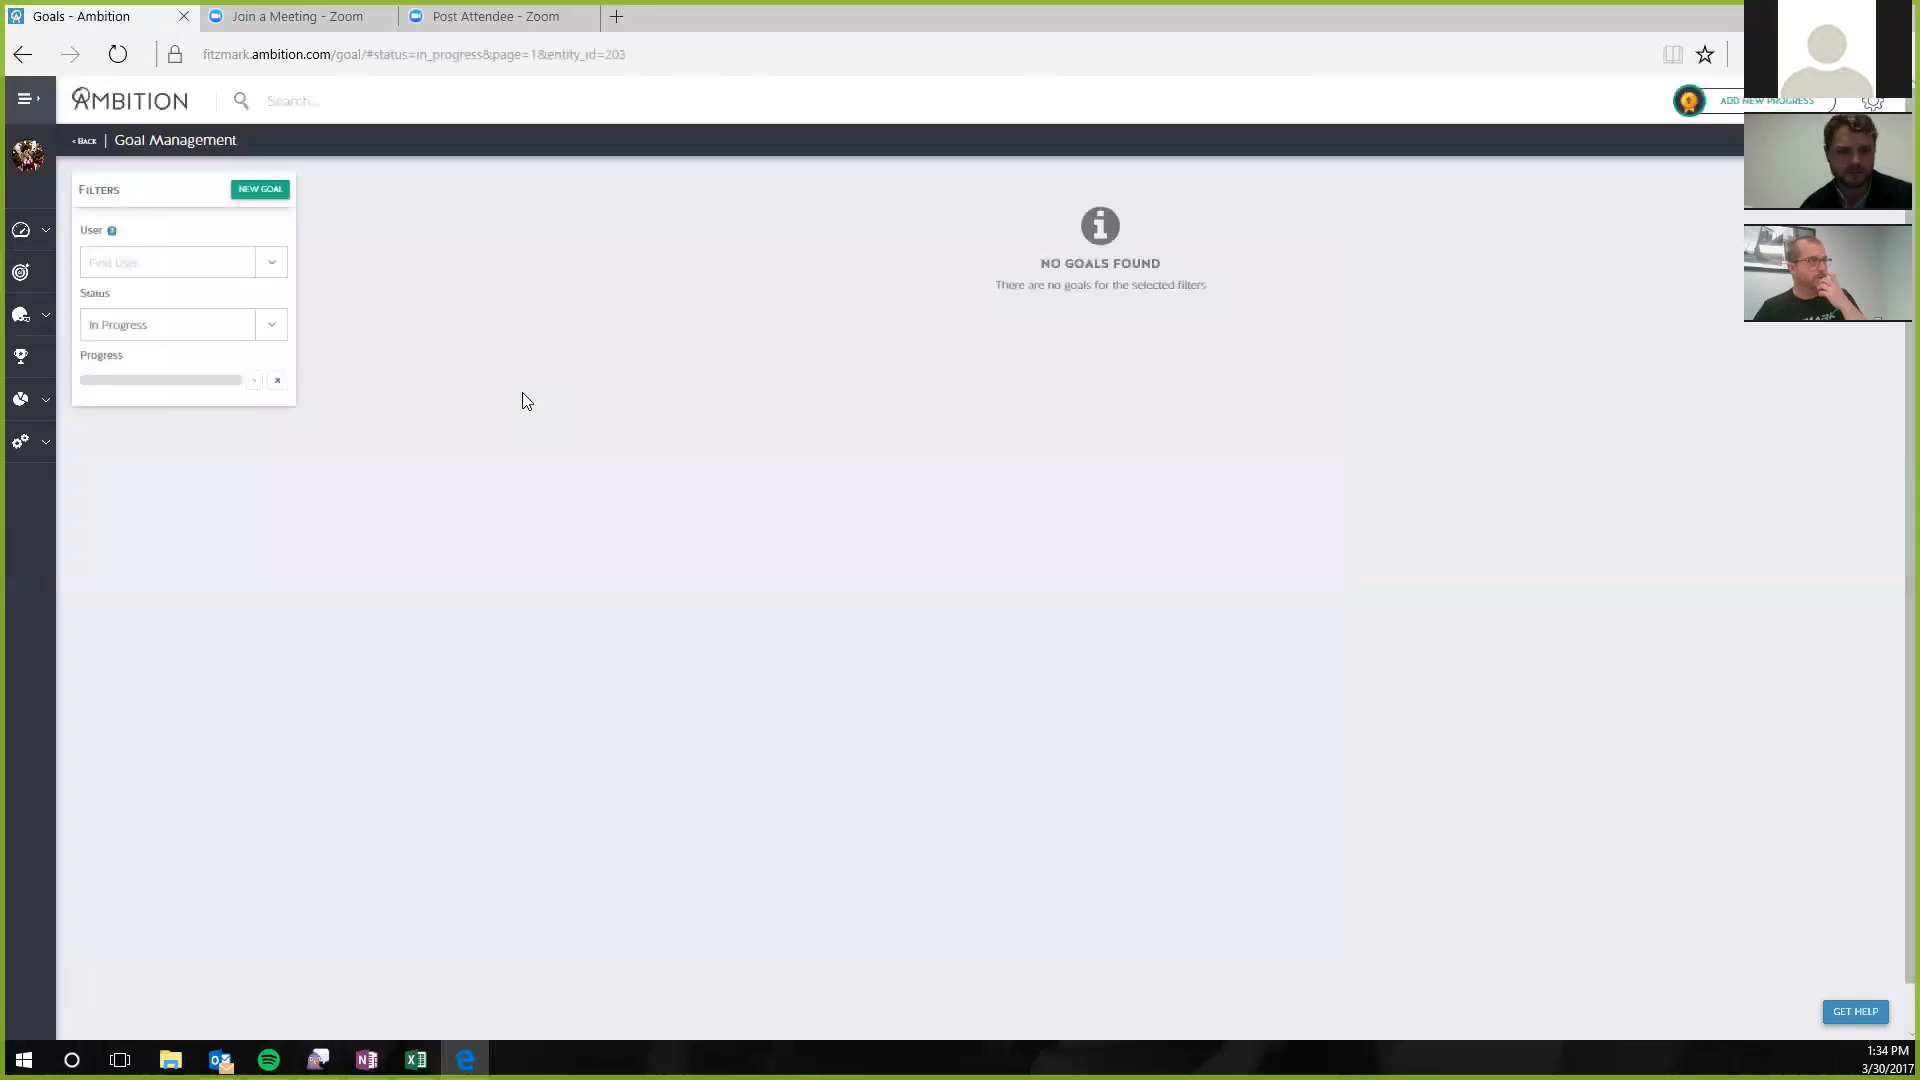 Goals - Ambition
Join a Meeting - Zoom
Post Attendee - Zoom
fitzmark.ambition.com/goal/#status=in_progress&page=1&entity_id=203
AMBITION
Search...
ADD NEW PROGRESS
< BACK | Goal Management
FILTERS
NEW GOAL
User
Find User...
Status
In Progress
Progress
NO GOALS FOUND
There are no goals for the selected filters
GET HELP
1:34 PM
3/30/2017